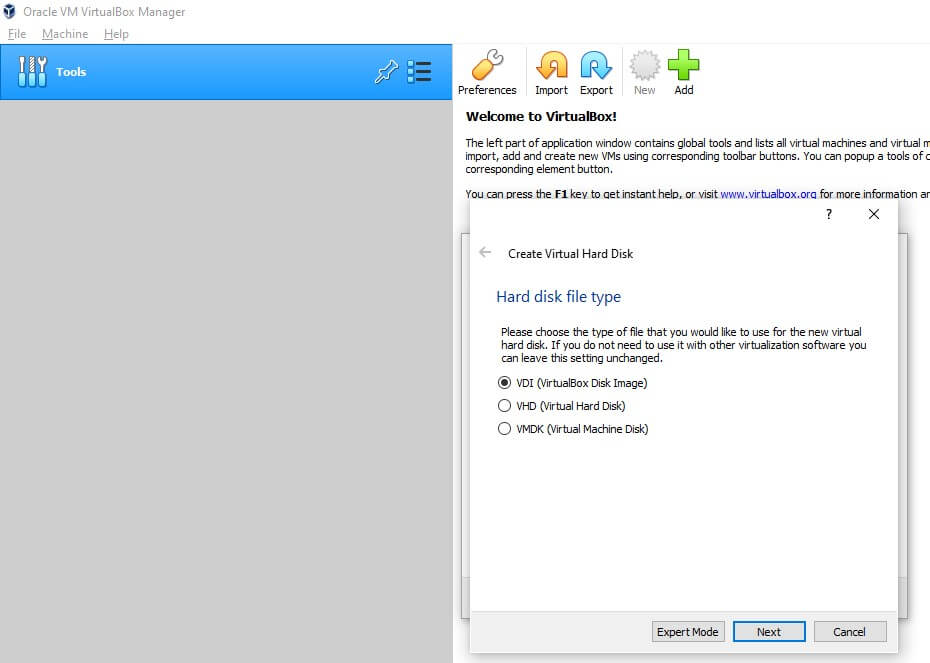 Oracle VM VirtualBox Manager
File Machine Help
Tools
Preferences Import Export New Add
Welcome to VirtualBox!
The left part of application window contains global tools and lists all virtual machines and virtual
import, add and create new VMs using corresponding toolbar buttons. You can popup a tools of
corresponding element button.
You can press the F1 key to get instant help, or visit www.virtualbox.org for more information
?
Create Virtual Hard Disk
Hard disk file type
Please choose the type of file that you would like to use for the new virtual
hard disk. If you do not need to use it with other virtualization software you
can leave this setting unchanged.
VDI (VirtualBox Disk Image)
VHD (Virtual Hard Disk)
VMDK (Virtual Machine Disk)
Expert Mode Next Cancel